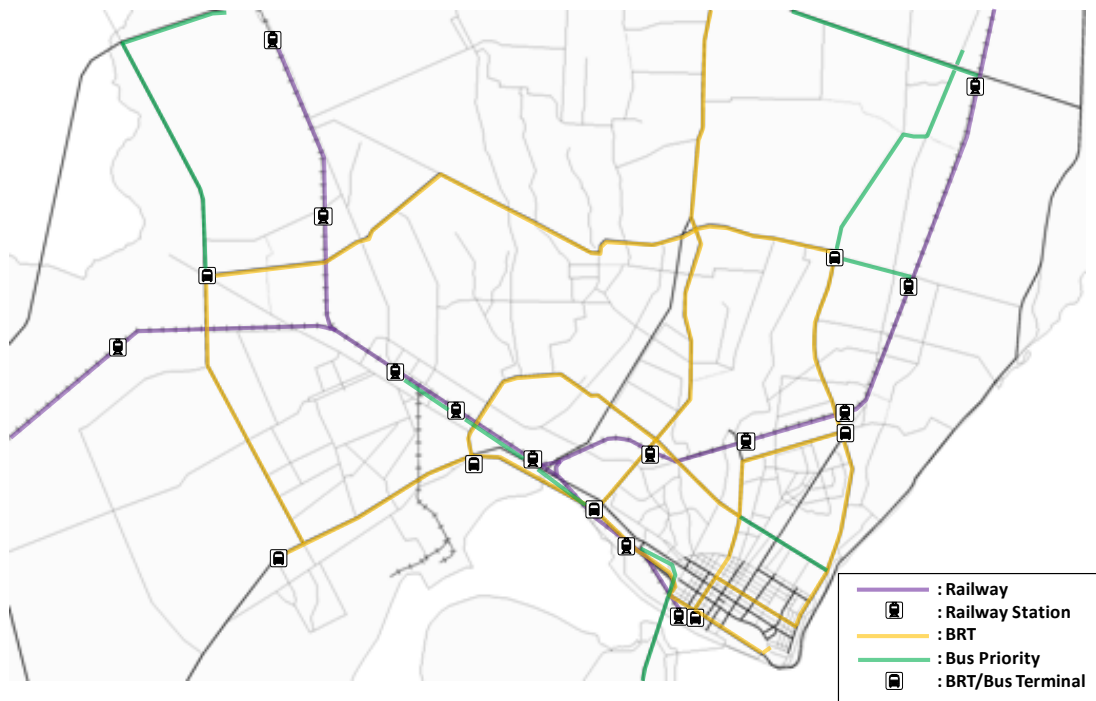 : Railway
: Railway Station
: BRT
: Bus Priority
: BRT/Bus Terminal